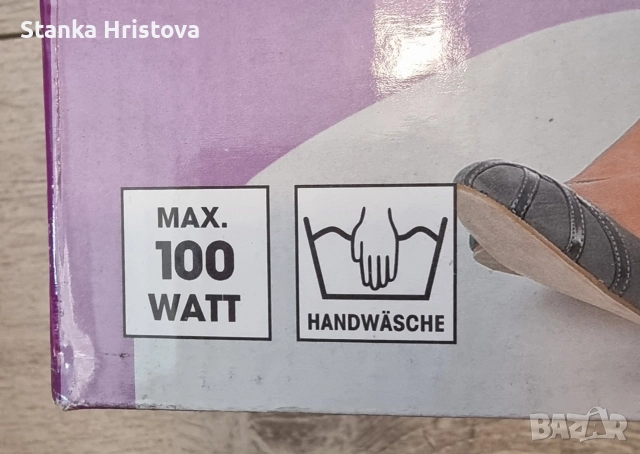 Stanka Hristova
MAX.
100
WATT
HANDWÄSCHE
BAZAR